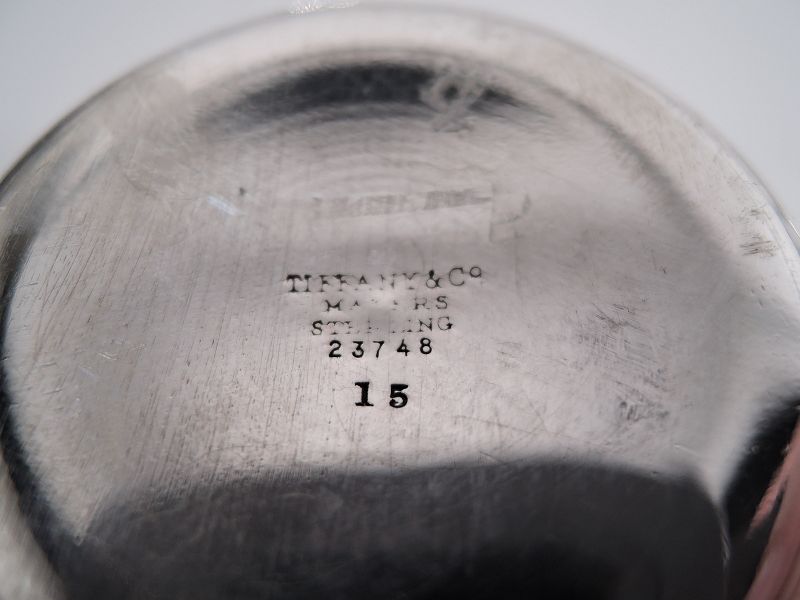 TIFFANY & Co
MAKERS
STERLING
23748
15